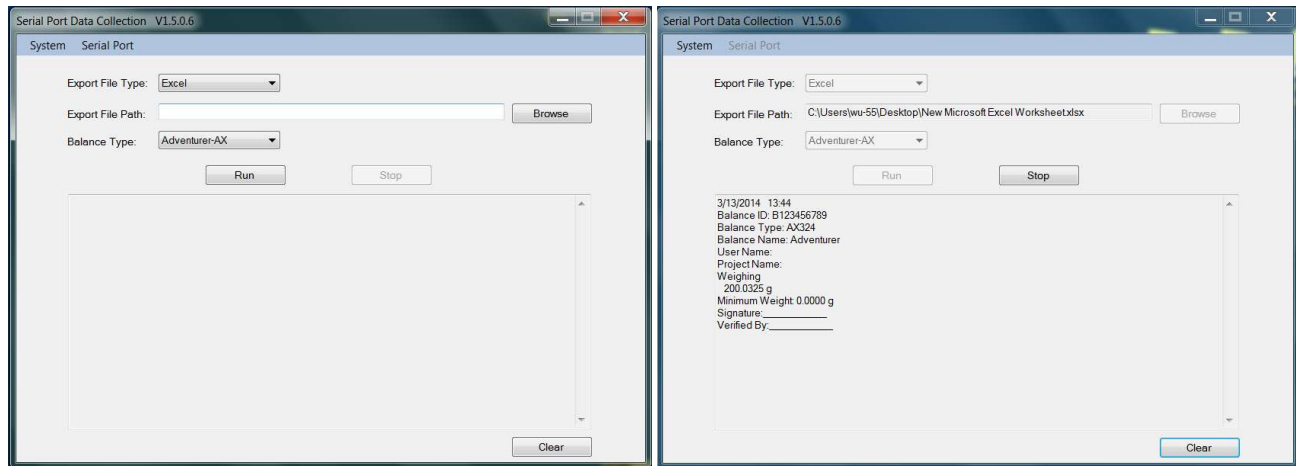 Serial Port Data Collection V1.5.0.6
System Serial Port
Export File Type: Excel
Export File Path: Browse
Balance Type: Adventurer-AX
Run Stop
Clear
Serial Port Data Collection V1.5.0.6
System Serial Port
Export File Type: Excel
Export File Path: C:\Users\wu-55\Desktop\New Microsoft Excel Worksheet.xlsx Browse
Balance Type: Adventurer-AX
Run Stop
3/13/2014 13:44
Balance ID: B123456789
Balance Type: AX324
Balance Name: Adventurer
User Name:
Project Name:
Weighing
200.0325 g
Minimum Weight: 0.0000 g
Signature:____________
Verified By:____________
Clear